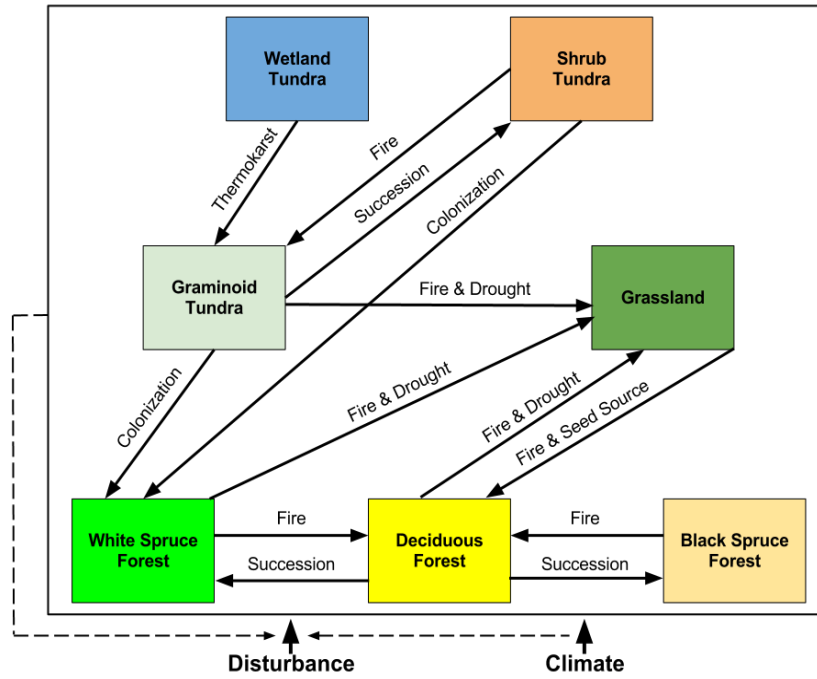 Wetland
Tundra
Shrub
Tundra
Thermokarst
Fire
Succession
Colonization
Graminoid
Tundra
Fire & Drought
Grassland
Colonization
Fire & Drought
Fire & Drought
Fire & Seed Source
White Spruce
Forest
Fire
Succession
Deciduous
Forest
Fire
Succession
Black Spruce
Forest
Disturbance
Climate